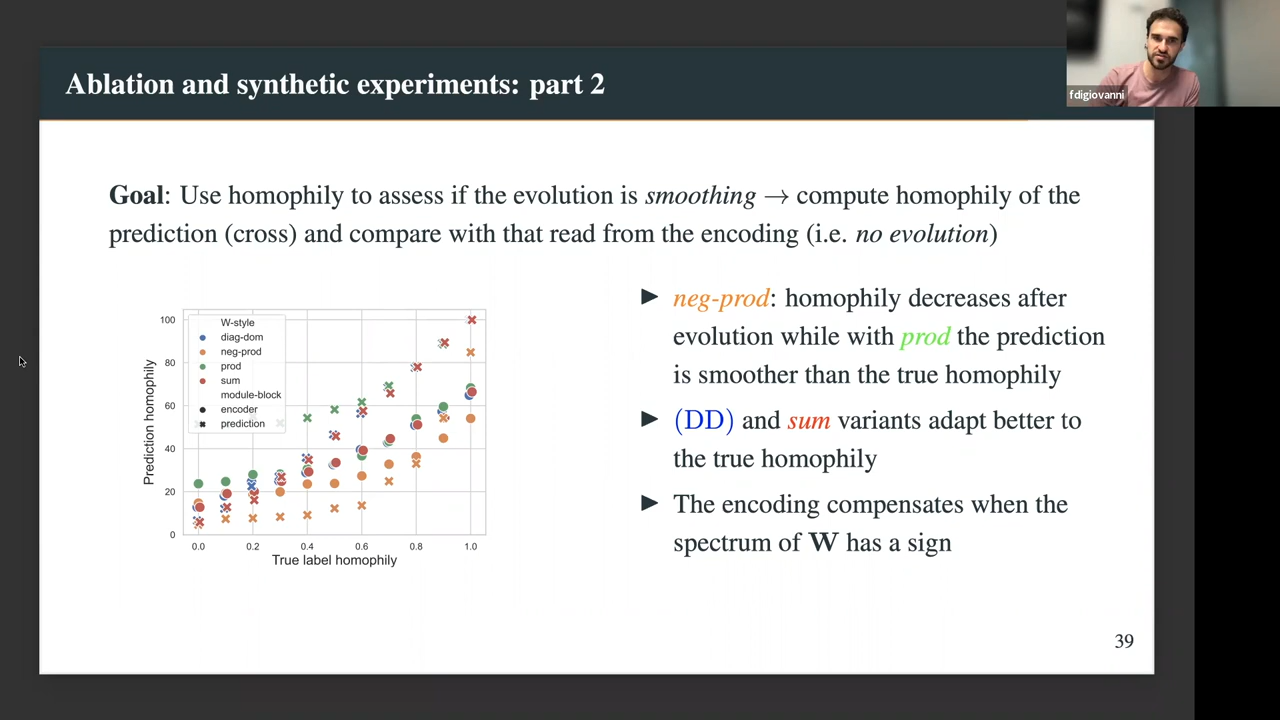 Ablation and synthetic experiments: part 2
fdigiovanni
Goal: Use homophily to assess if the evolution is smoothing → compute homophily of the
prediction (cross) and compare with that read from the encoding (i.e. no evolution)
Prediction homophily
100
80
60
40
20
0
W-style
diag-dom
neg-prod
prod
sum
module-block
encoder
prediction
0.0 0.2 0.4 0.6 0.8 1.0
True label homophily
▶ neg-prod: homophily decreases after
evolution while with prod the prediction
is smoother than the true homophily
▶ (DD) and sum variants adapt better to
the true homophily
▶ The encoding compensates when the
spectrum of W has a sign
39